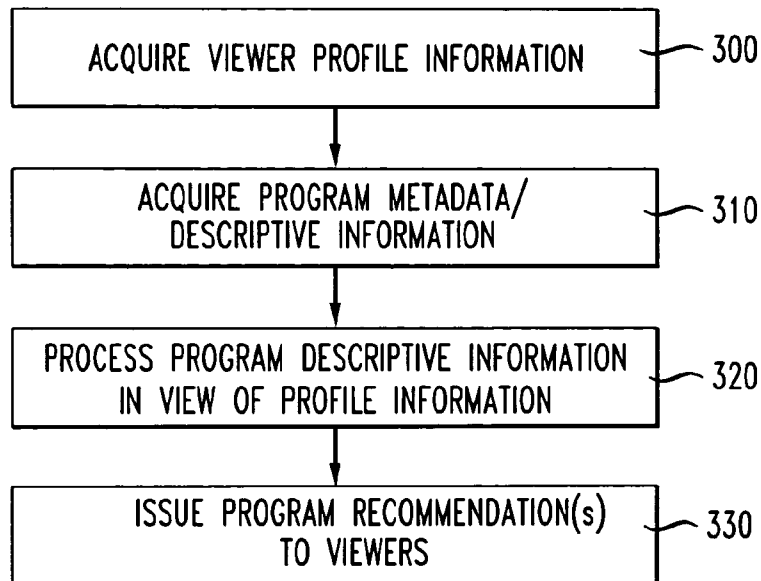 ACQUIRE VIEWER PROFILE INFORMATION
300
ACQUIRE PROGRAM METADATA/
DESCRIPTIVE INFORMATION
310
PROCESS PROGRAM DESCRIPTIVE INFORMATION
IN VIEW OF PROFILE INFORMATION
320
ISSUE PROGRAM RECOMMENDATION(s)
TO VIEWERS
330